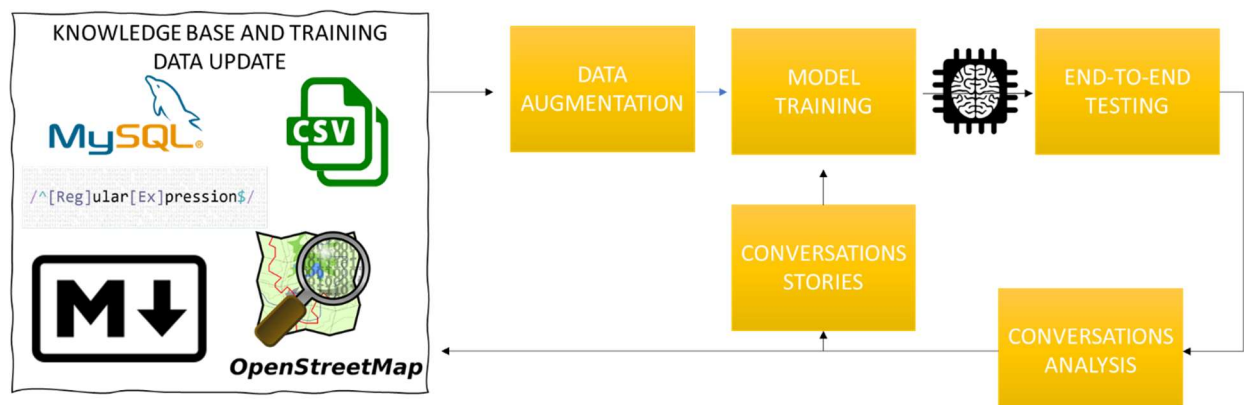 KNOWLEDGE BASE AND TRAINING
DATA UPDATE
MySQL®
CSV
/^[Reg]ular[Ex]pression$/
M
OpenStreetMap
DATA
AUGMENTATION
MODEL
TRAINING
END-TO-END
TESTING
CONVERSATIONS
STORIES
CONVERSATIONS
ANALYSIS